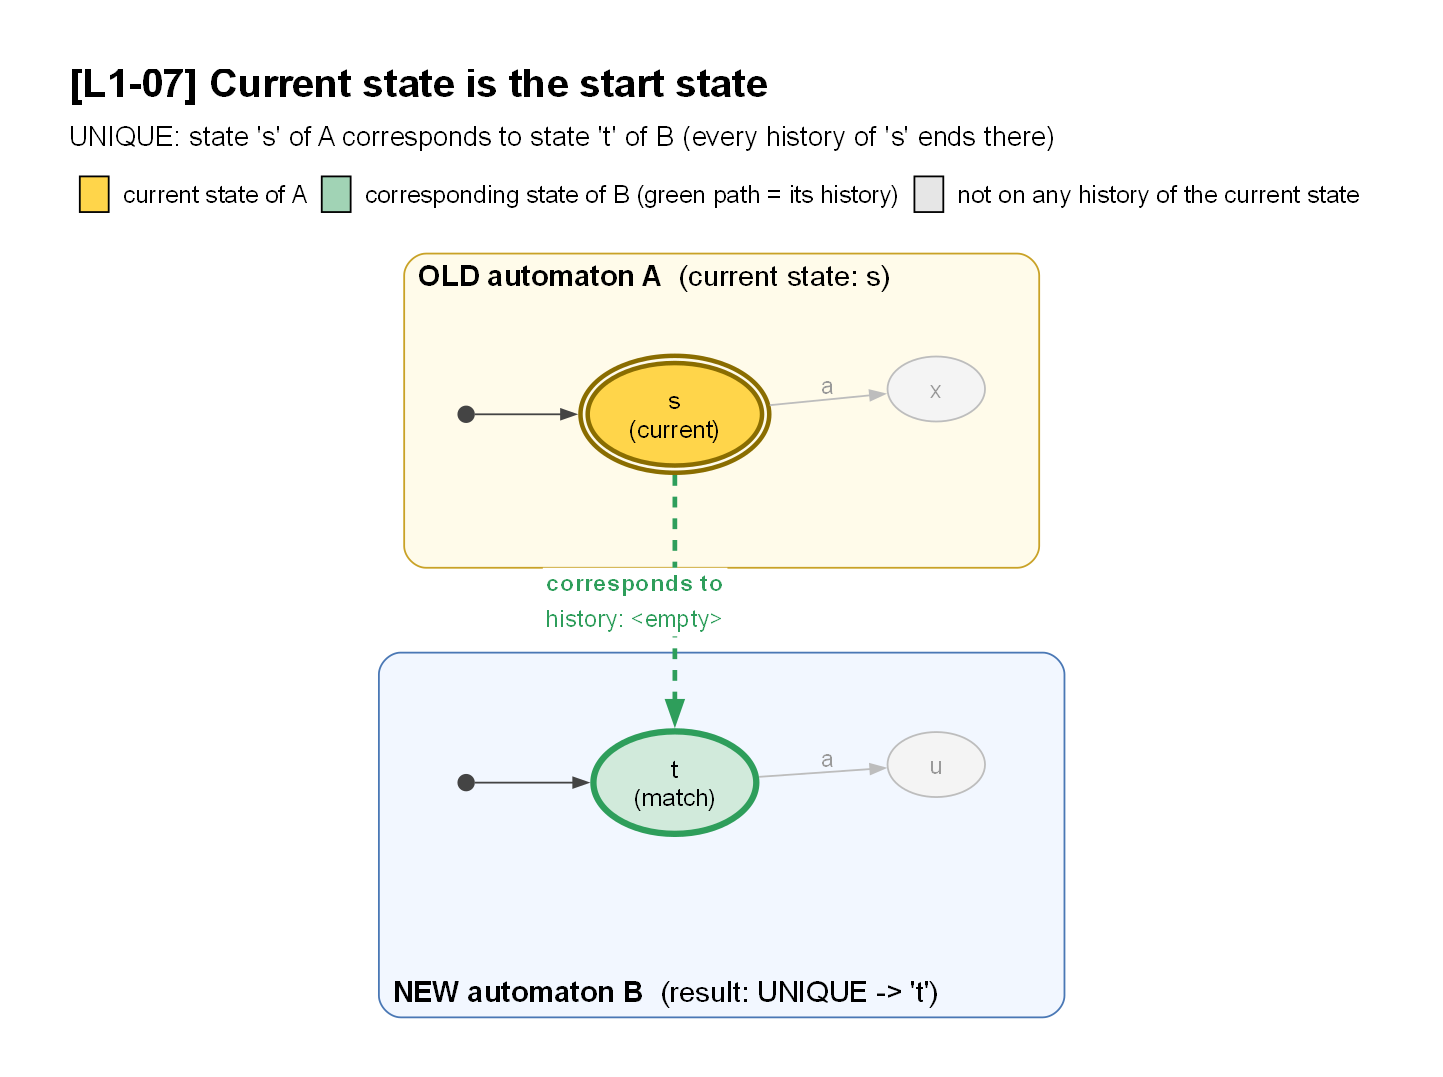 [L1-07] Current state is the start state
UNIQUE: state 's' of A corresponds to state 't' of B (every history of 's' ends there)
current state of A
corresponding state of B (green path = its history)
not on any history of the current state
OLD automaton A (current state: s)
s
(current)
a
x
corresponds to
history: <empty>
t
(match)
a
u
NEW automaton B (result: UNIQUE -> 't')